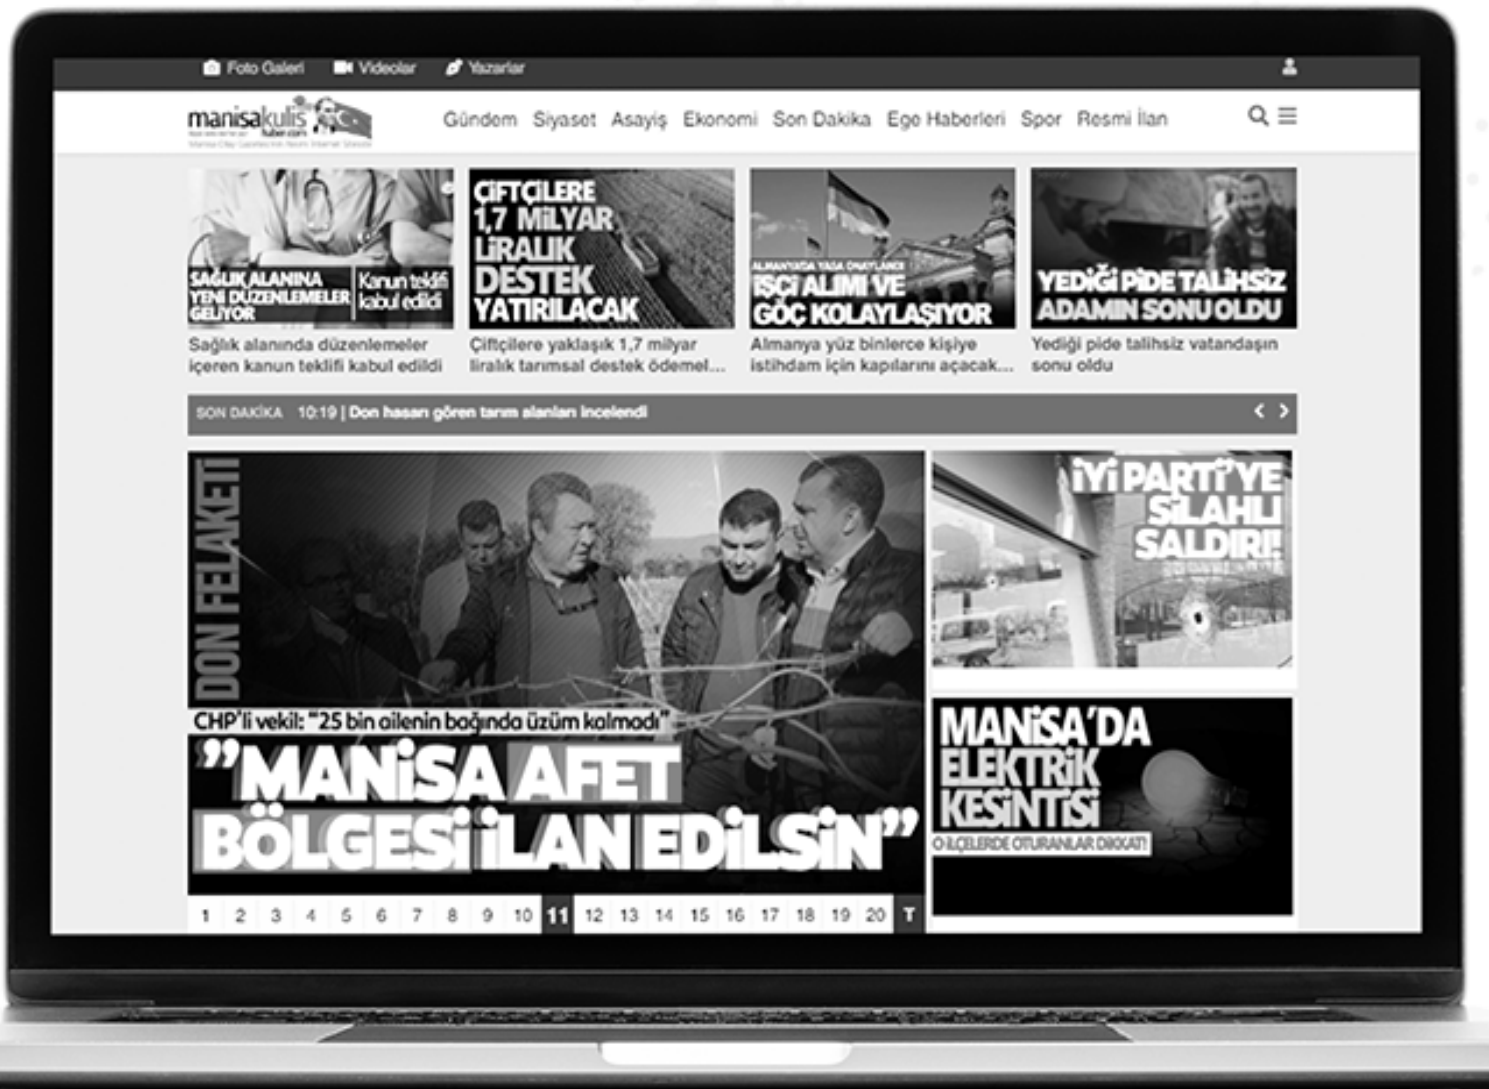 Foto Galeri Videolar Yazarlar
manisakulis
haber.com
Gündem Siyaset Asayiş Ekonomi Son Dakika Ege Haberleri Spor Resmi İlan
SAĞLIK ALANINA
YENİ DÜZENLEMELER
GELİYOR
Kanun teklifi
kabul edildi
Sağlık alanında düzenlemeler
içeren kanun teklifi kabul edildi
ÇİFTÇİLERE
1,7 MİLYAR
LİRALIK
DESTEK
YATIRILACAK
Çiftçilere yaklaşık 1,7 milyar
liralık tarımsal destek ödemel...
ALMANYA'DA YASA ONAYLANDI
İŞÇİ ALIMI VE
GÖÇ KOLAYLAŞIYOR
Almanya yüz binlerce kişiye
istihdam için kapılarını açacak...
YEDİĞİ PİDE TALİHSİZ
ADAMIN SONU OLDU
Yediği pide talihsiz vatandaşın
sonu oldu
SON DAKİKA 10:19 | Don hasarı gören tarım alanları incelendi
DON FELAKETİ
CHP'li vekil: "25 bin ailenin bağında üzüm kalmadı"
"MANİSA AFET
BÖLGESİ İLAN EDİLSİN"
1 2 3 4 5 6 7 8 9 10 11 12 13 14 15 16 17 18 19 20 T
İYİ PARTİ'YE
SİLAHLI
SALDIRI!
MANİSA'DA
ELEKTRİK
KESİNTİSİ
O İLÇELERDE OTURANLAR DİKKAT!